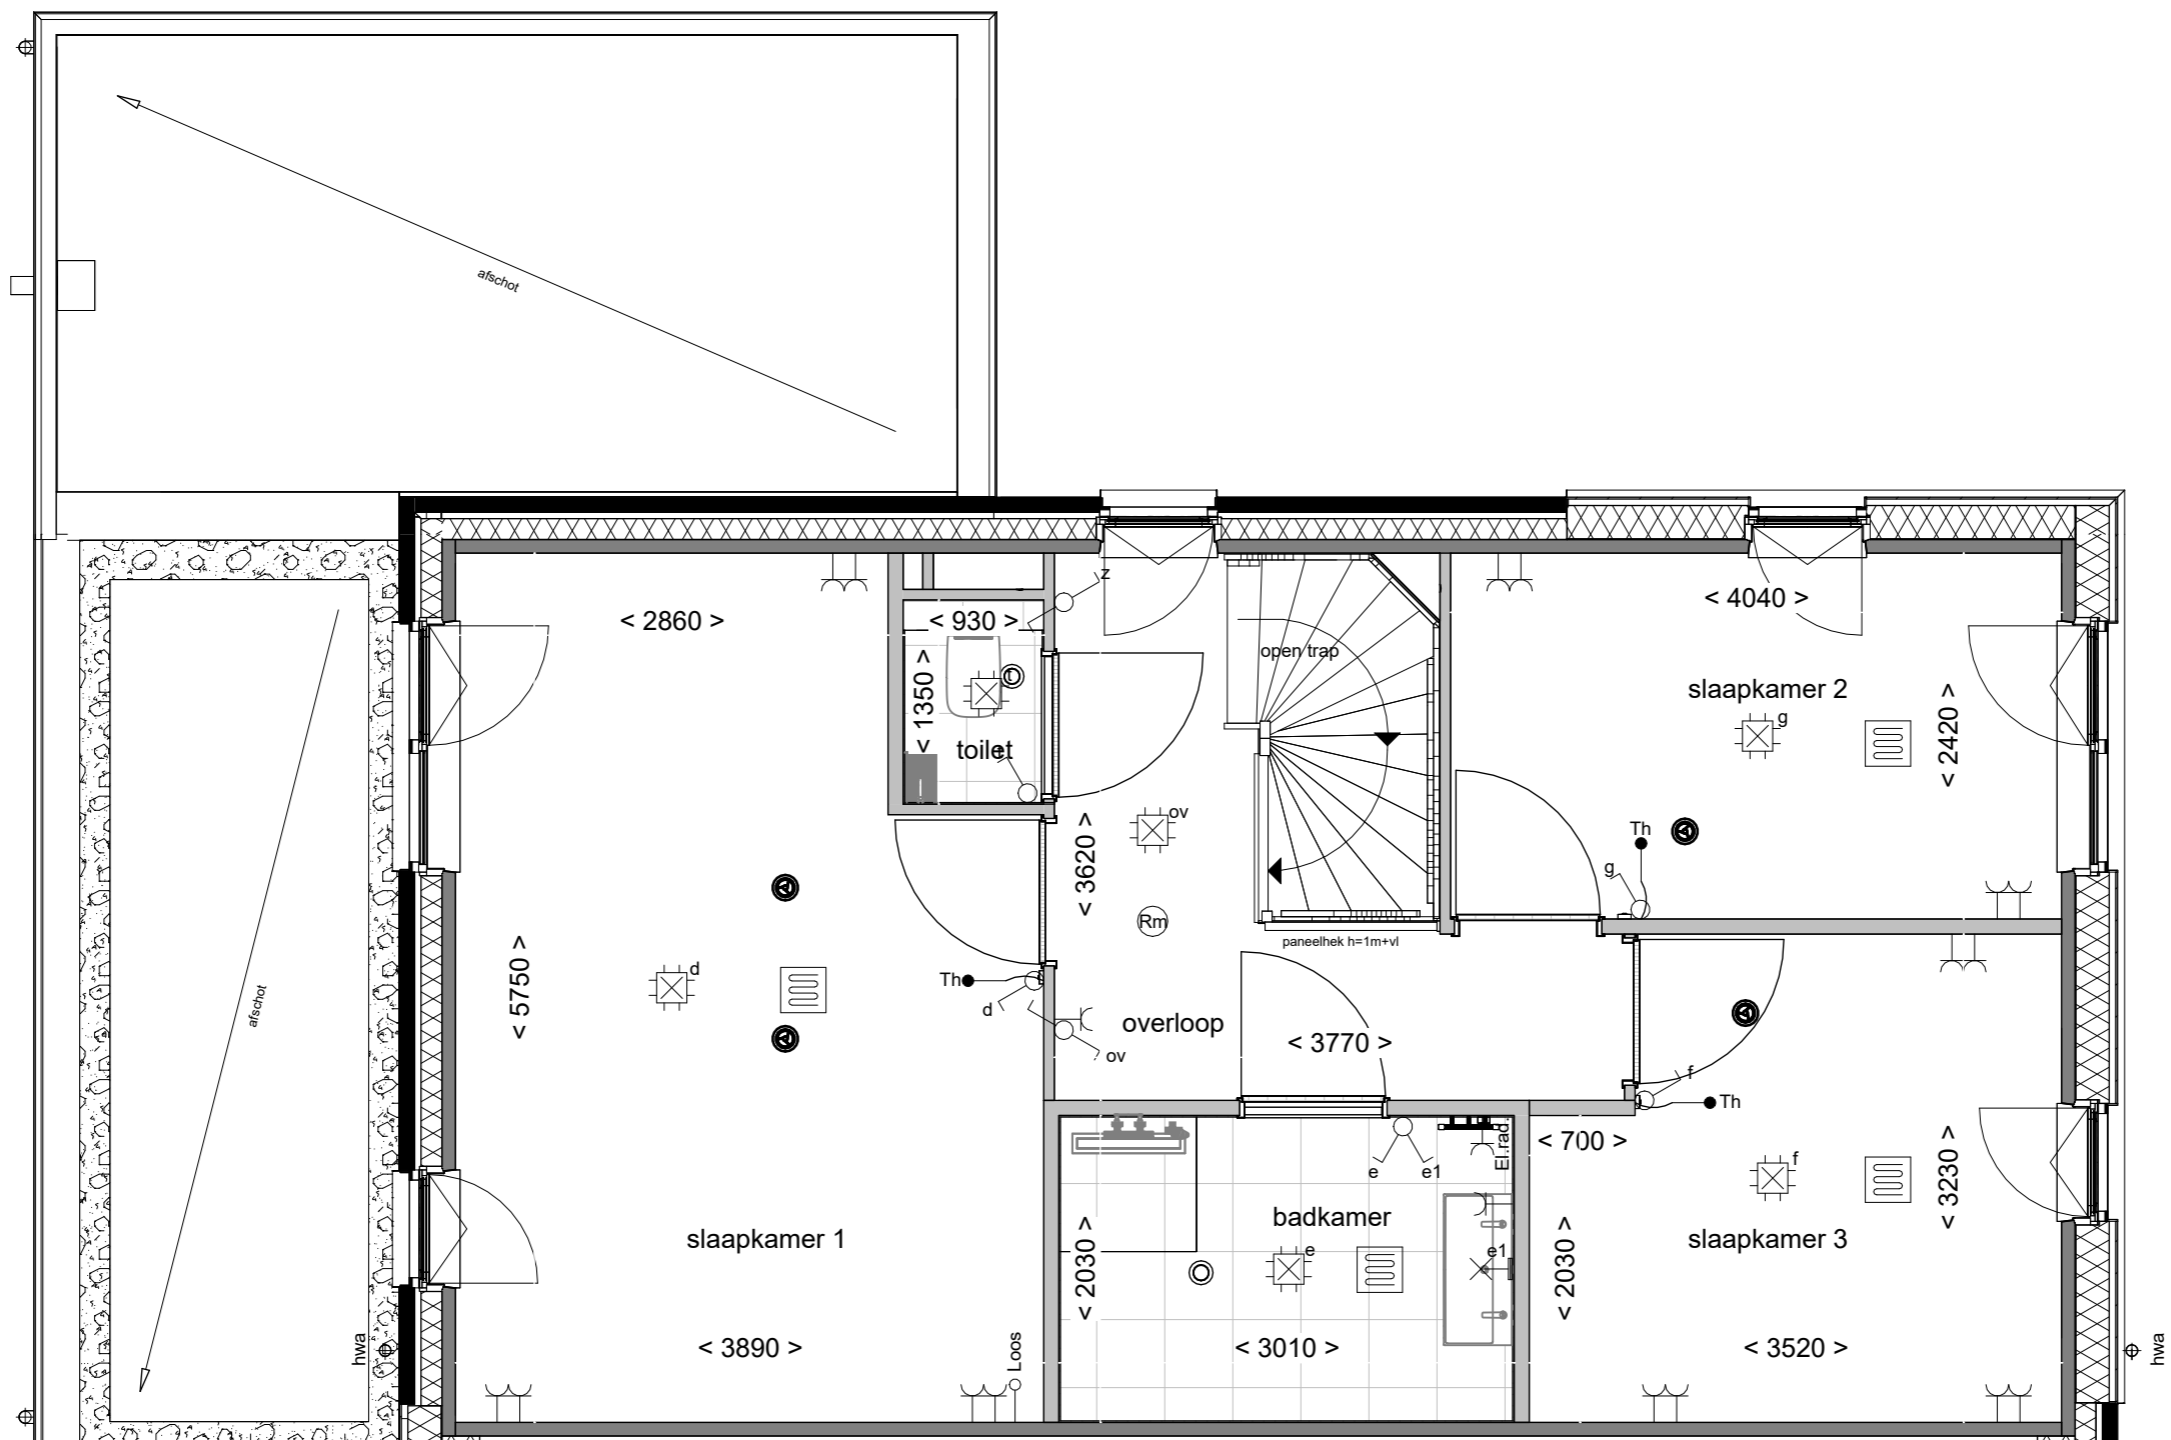 afschot
z
< 2860 >
< 930 >
< 4040 >
open trap
t
< 1350 >
slaapkamer 2
g
< 2420 >
toilet
ov
Th
< 3620 >
g
Rm
paneelhek h=1m+vl
d
Th
d
< 5750 >
afschot
overloop
ov
< 3770 >
f
Th
< 700 >
e
e1
El.rad.
f
< 3230 >
slaapkamer 1
badkamer
e
e1
slaapkamer 3
< 2030 >
< 2030 >
hwa
< 3890 >
Loos
< 3010 >
< 3520 >
hwa